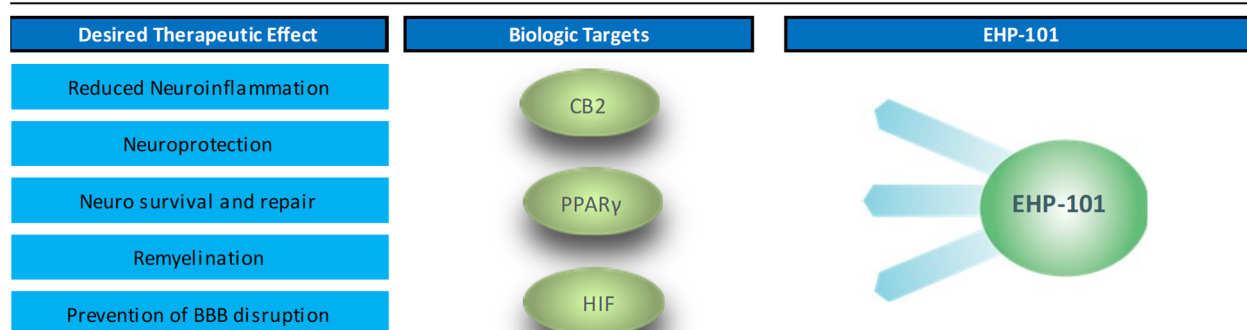 Desired Therapeutic Effect
Biologic Targets
EHP-101
Reduced Neuroinflammation
Neuroprotection
Neuro survival and repair
Remyelination
Prevention of BBB disruption
CB2
PPARγ
HIF
EHP-101